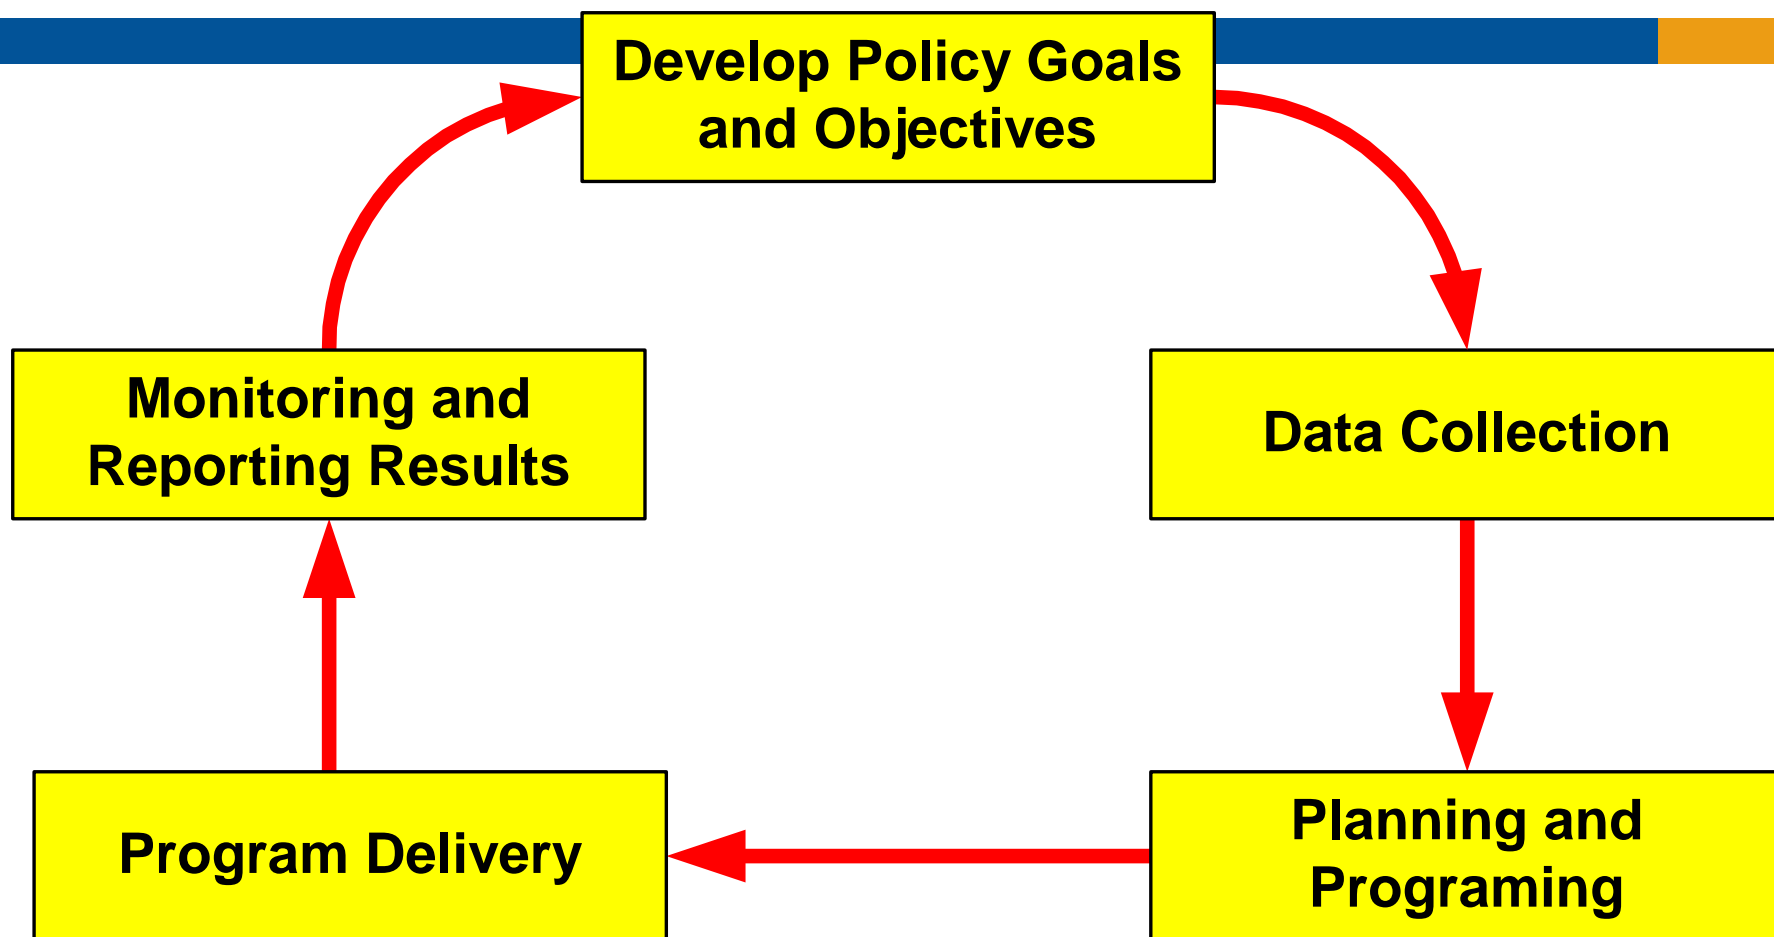 Develop Policy Goals
and Objectives
Monitoring and
Reporting Results
Data Collection
Program Delivery
Planning and
Programing